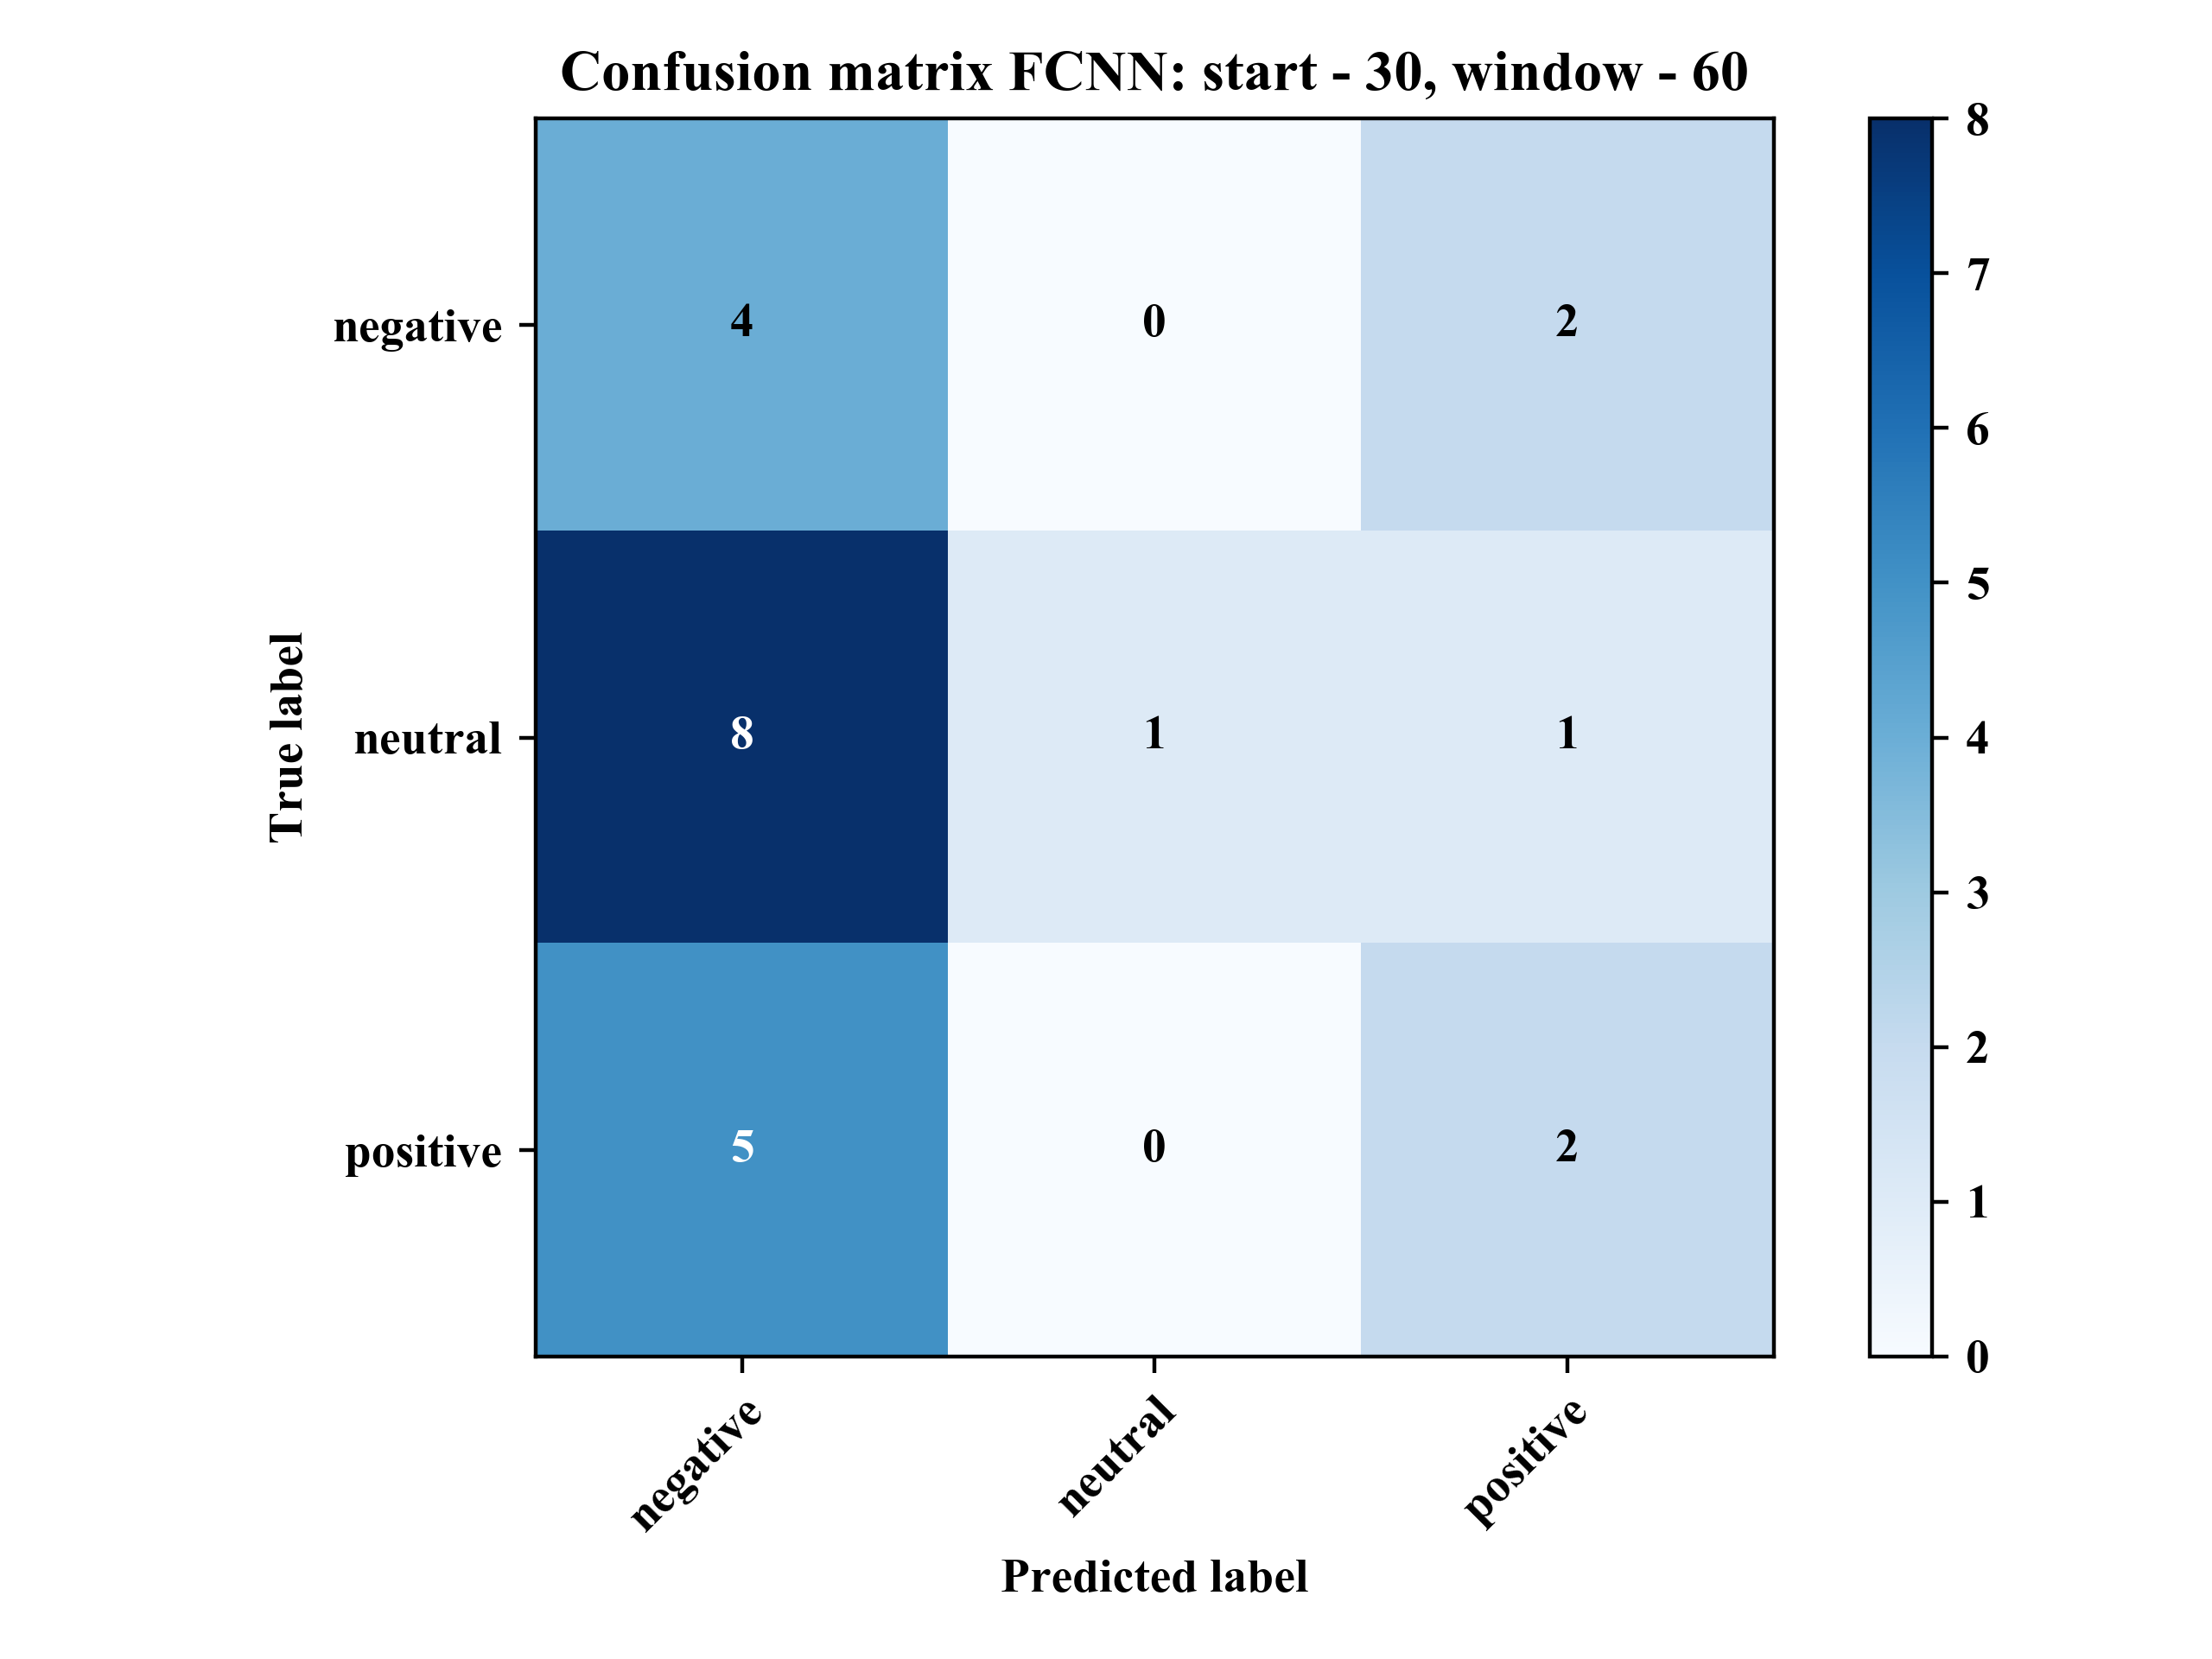 Confusion matrix FCNN: start - 30, window - 60
True label
negative 4 0 2
neutral 8 1 1
positive 5 0 2
negative neutral positive
Predicted label
8
7
6
5
4
3
2
1
0